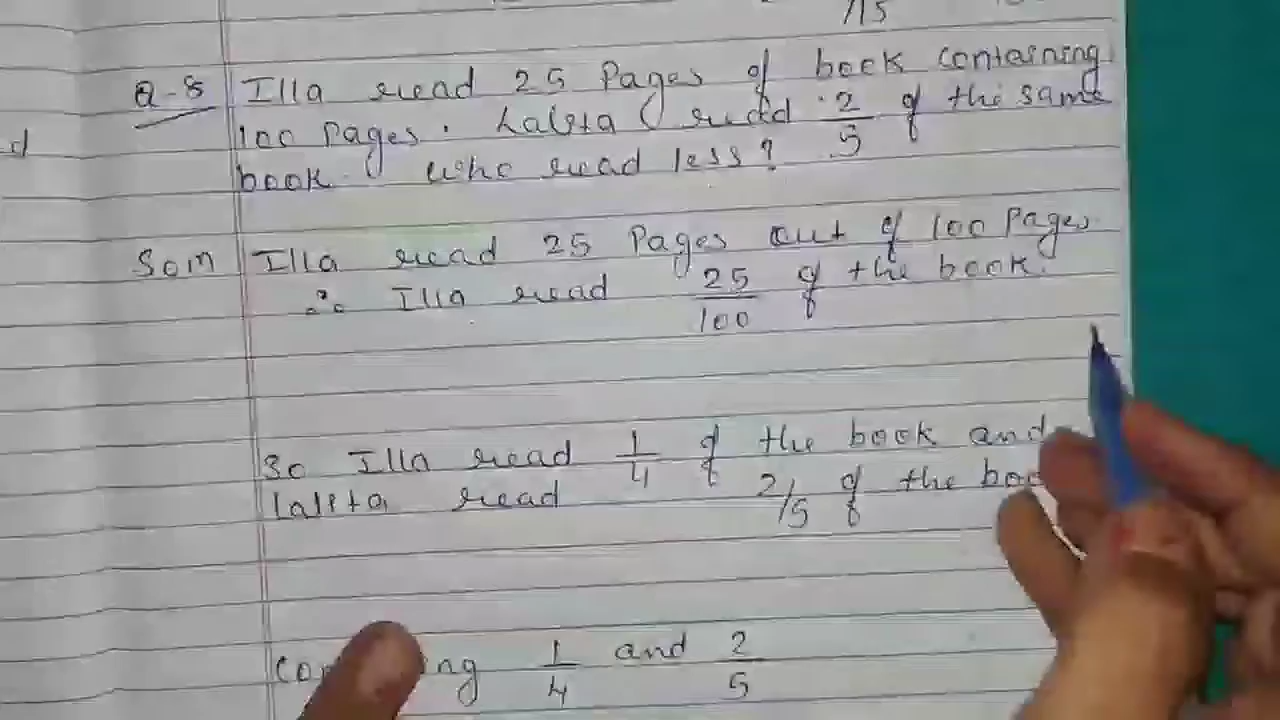 /15
Q-8 Illa read 25 Pages of book containing
100 Pages. Lalita read 2/5 of the same
book. who read less?
d
Soln Illa read 25 Pages out of 100 Pages.
∴ Illa read 25/100 of the book.
So Illa read 1/4 of the book and
Lalita read 2/5 of the
1/4 and 2/5